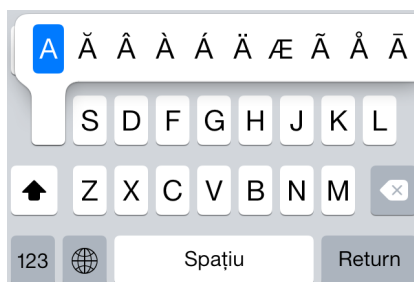 A Ă Â À Á Ä Æ Ã Å Ā
S D F G H J K L
Z X C V B N M
123 Spațiu Return